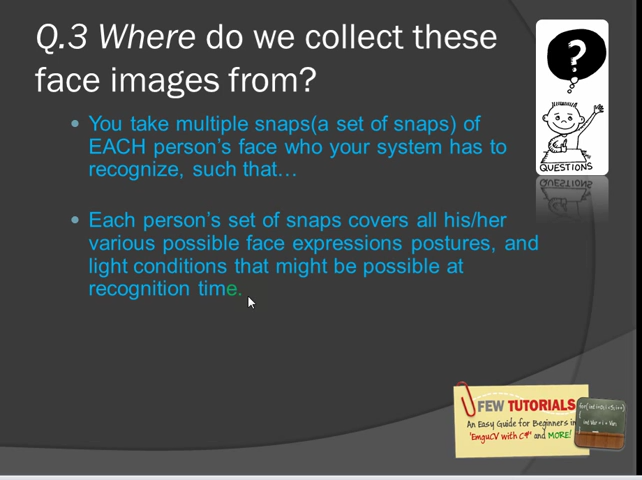 Q.3 Where do we collect these
face images from?
You take multiple snaps(a set of snaps) of
EACH person's face who your system has to
recognize, such that…
Each person's set of snaps covers all his/her
various possible face expressions postures, and
light conditions that might be possible at
recognition time.
?
QUESTIONS
FEW TUTORIALS
An Easy Guide for Beginners in
'EmguCV with C#' and MORE!